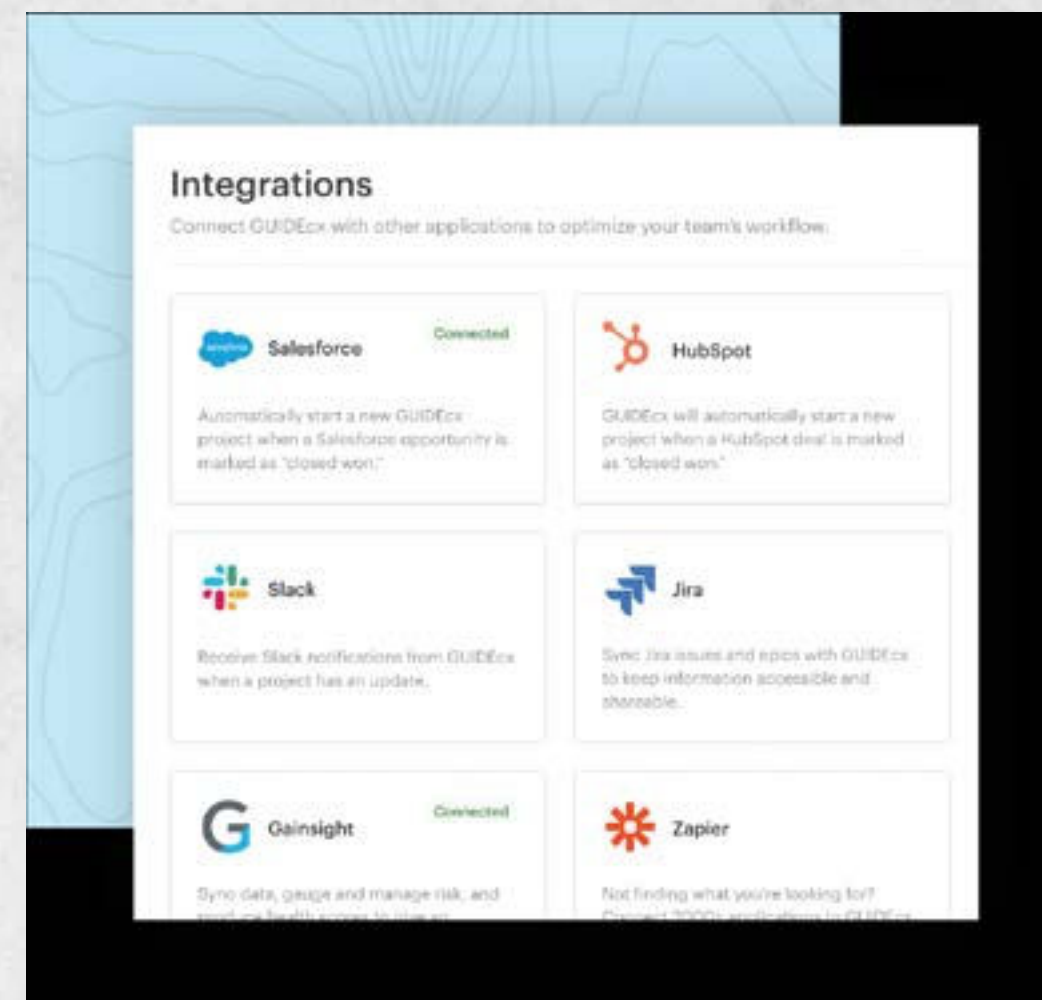 Integrations
Connect GUIDEcx with other applications to optimize your team's workflow.
salesforce
Salesforce
Connected
Automatically start a new GUIDEcx
project when a Salesforce opportunity is
marked as "closed won."
HubSpot
GUIDEcx will automatically start a new
project when a HubSpot deal is marked
as "closed won."
Slack
Receive Slack notifications from GUIDEcx
when a project has an update.
Jira
Sync Jira issues and epics with GUIDEcx
to keep information accessible and
shareable.
Gainsight
Connected
Sync data, gauge and manage risk, and
Zapier
Not finding what you're looking for?